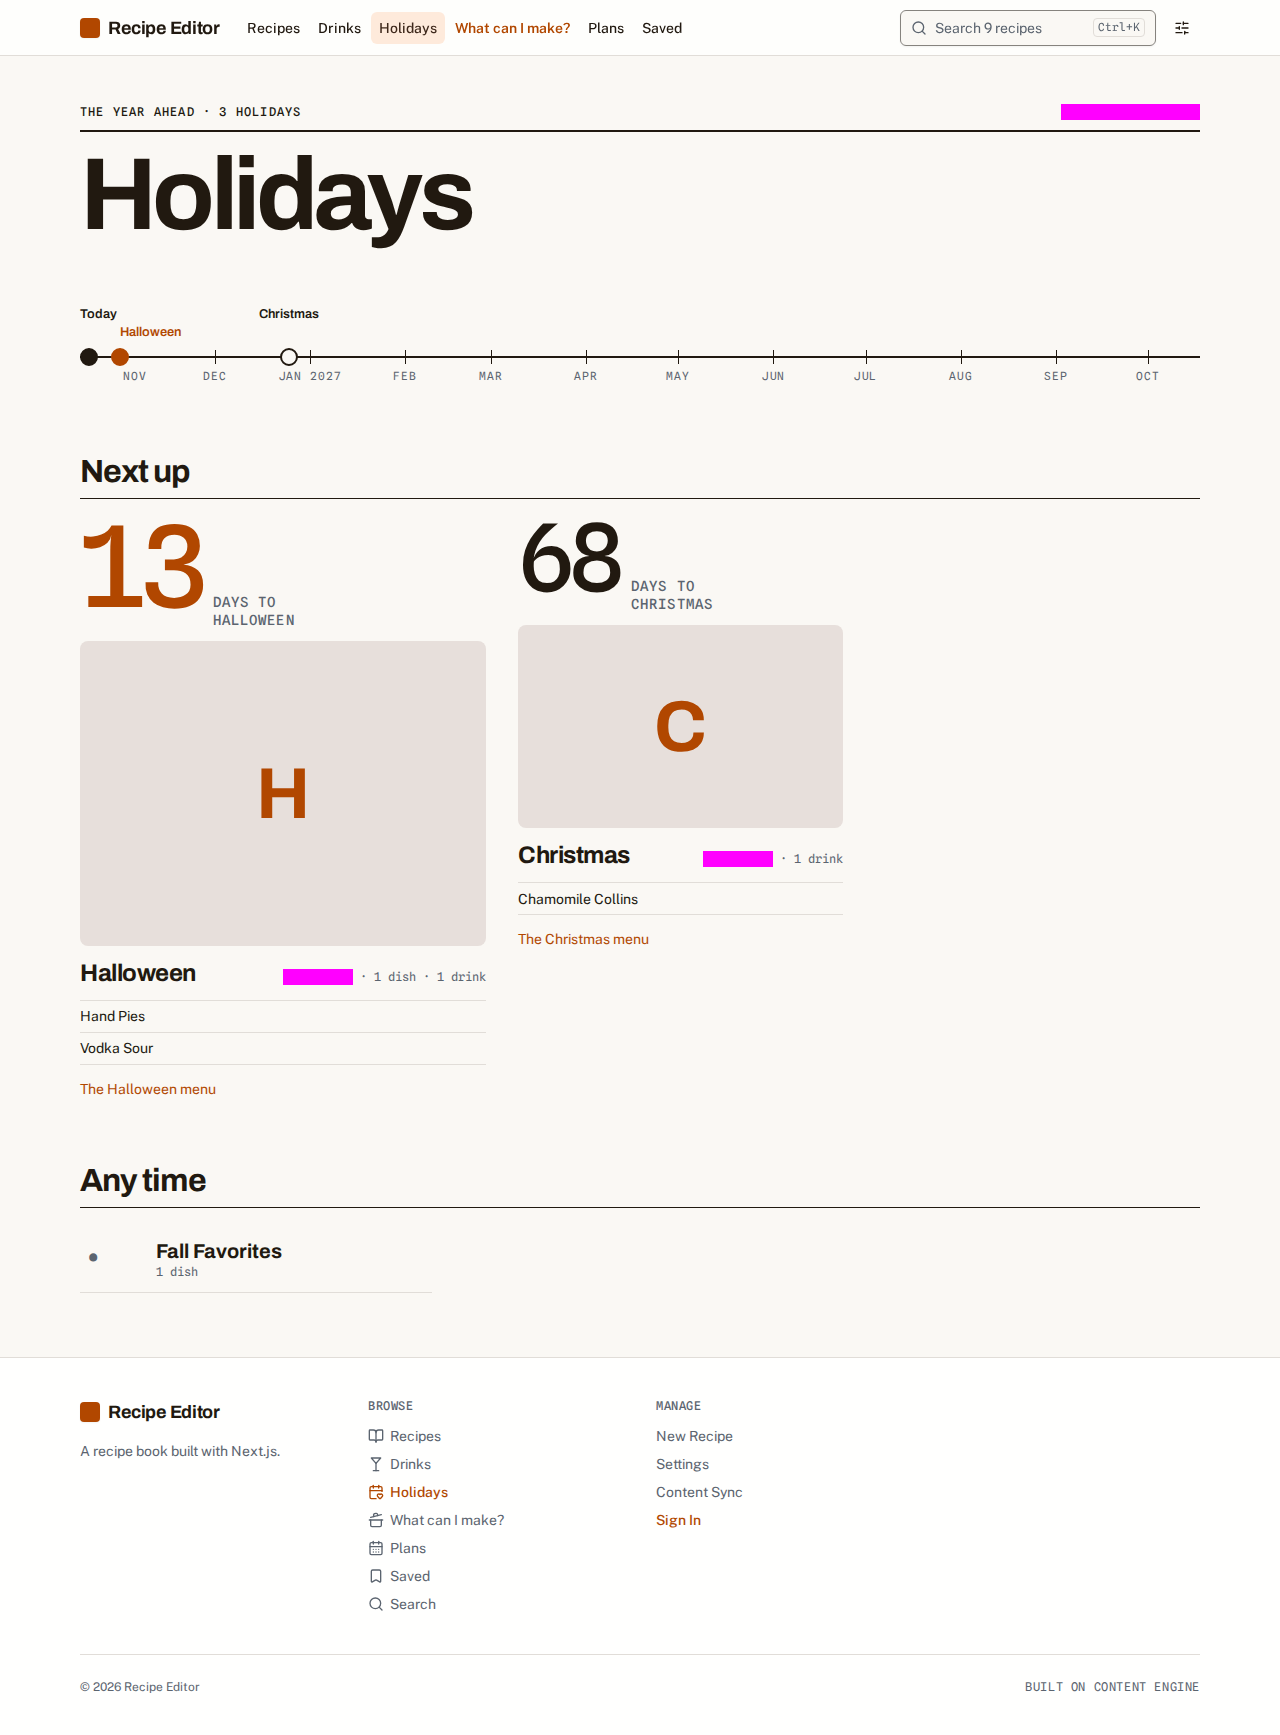 Recipe Editor
Recipes Drinks Holidays What can I make? Plans Saved
Search 9 recipes Ctrl+K
THE YEAR AHEAD · 3 HOLIDAYS
Holidays
Today Christmas
Halloween
NOV DEC JAN 2027 FEB MAR APR MAY JUN JUL AUG SEP OCT
Next up
13 DAYS TO HALLOWEEN
H
Halloween · 1 dish · 1 drink
Hand Pies
Vodka Sour
The Halloween menu
68 DAYS TO CHRISTMAS
C
Christmas · 1 drink
Chamomile Collins
The Christmas menu
Any time
Fall Favorites
1 dish
Recipe Editor
A recipe book built with Next.js.
BROWSE
Recipes
Drinks
Holidays
What can I make?
Plans
Saved
Search
MANAGE
New Recipe
Settings
Content Sync
Sign In
© 2026 Recipe Editor
BUILT ON CONTENT ENGINE